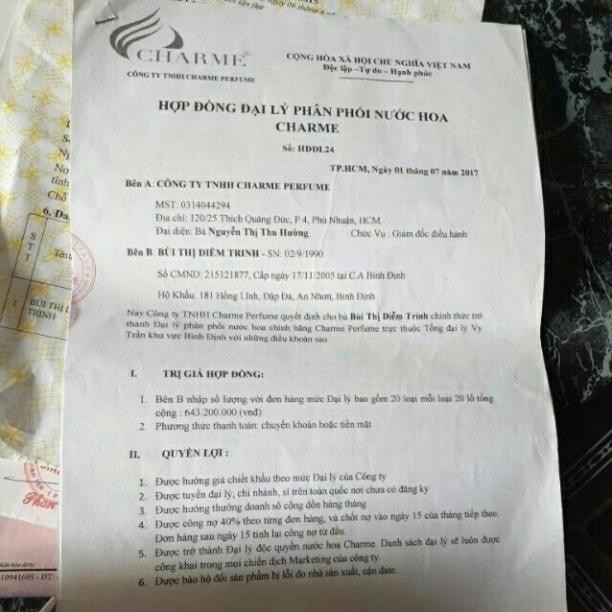 CHARME
CÔNG TY TNHH CHARME PERFUME
CỘNG HÒA XÃ HỘI CHỦ NGHĨA VIỆT NAM
Độc lập –Tự do – Hạnh phúc
HỢP ĐỒNG ĐẠI LÝ PHÂN PHỐI NƯỚC HOA
CHARME
Số: HDĐL24
TP.HCM, Ngày 01 tháng 07 năm 2017
Bên A: CÔNG TY TNHH CHARME PERFUME
MST: 0314044294
Địa chỉ: 120/25 Thích Quảng Đức, P 4, Phú Nhuận, HCM
Đại diện: Bà Nguyễn Thị Thu Hường. Chức Vụ : Giám đốc điều hành
Bên B BÙI THỊ DIỄM TRINH - SN: 02/9/1990
Số CMND: 215121877, Cấp ngày 17/11/2005 tại C.A Bình Định
Hộ Khẩu: 181 Hồng Lĩnh, Đập Đá, An Nhơn, Bình Định
Nay Công ty TNHH Charme Perfume quyết định cho bà Bùi Thị Diễm Trinh chính thức trở
thành Đại lý phân phối nước hoa chính hãng Charme Perfume trực thuộc Tổng đại lý Vy
Trần khu vực Bình Định với những điều khoản sau:
I. TRỊ GIÁ HỢP ĐỒNG:
1. Bên B nhập số lượng với đơn hàng mức Đại lý bao gồm 20 loại mỗi loại 20 lô tổng
cộng : 643.200.000 (vnđ)
2. Phương thức thanh toán: chuyển khoản hoặc tiền mặt
II. QUYỀN LỢI :
1. Được hưởng giá chiết khấu theo mức Đại lý của Công ty
2. Được tuyển đại lý, chi nhánh, sỉ trên toàn quốc nơi chưa có đăng ký
3. Được hưởng thưởng doanh số cộng dồn hàng tháng
4. Được công nợ 40% theo từng đơn hàng, và chốt nợ vào ngày 15 của tháng tiếp theo.
Đơn hàng sau ngày 15 tính lại công nợ từ đầu.
5. Được trở thành Đại lý độc quyền nước hoa Charme. Danh sách đại lý sẽ luôn được
công khai trong mọi chiến dịch Marketing của công ty.
6. Được bảo hộ đổi sản phẩm bị lỗi do nhà sản xuất, cận date.
6. Da
S
T
T
Tên
1
BÙI THỊ D
TRINH
10941695 - ĐT: